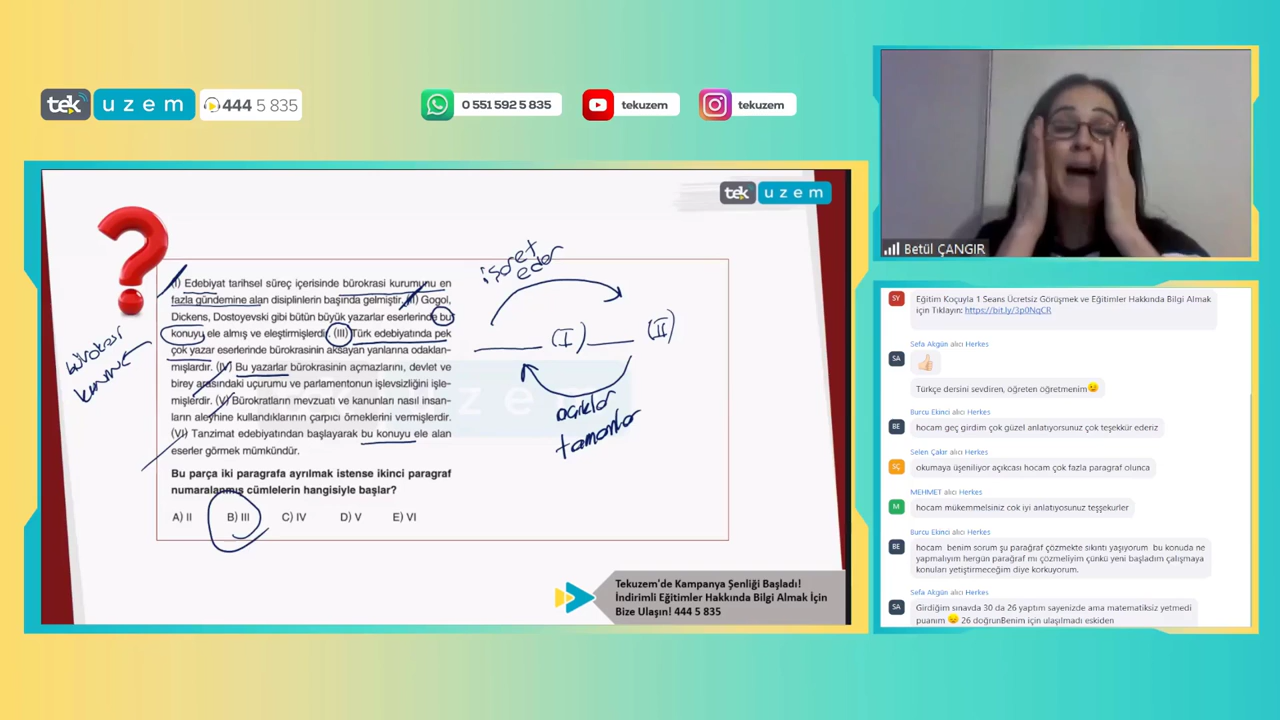 tek uzem 444 5 835
0 551 592 5 835
tekuzem
tekuzem
tek uzem
(I) Edebiyat tarihsel süreç içerisinde bürokrasi kurumunu en
fazla gündemine alan disiplinlerin başında gelmiştir. (II) Gogol,
Dickens, Dostoyevski gibi bütün büyük yazarlar eserlerinde bu
konuyu ele almış ve eleştirmişlerdir. (III) Türk edebiyatında pek
çok yazar eserlerinde bürokrasinin aksayan yanlarına odaklan-
mışlardır. (IV) Bu yazarlar bürokrasinin açmazlarını, devlet ve
birey arasındaki uçurumu ve parlamentonun işlevsizliğini işle-
mişlerdir. (V) Bürokratların mevzuatı ve kanunları nasıl insan-
ların aleyhine kullandıklarının çarpıcı örneklerini vermişlerdir.
(VI) Tanzimat edebiyatından başlayarak bu konuyu ele alan
eserler görmek mümkündür.
Bu parça iki paragrafa ayrılmak istense ikinci paragraf
numaralanmış cümlelerin hangisiyle başlar?
A) II B) III C) IV D) V E) VI
işaret
eder
(I) (II)
açıklar
tamamlar
Tekuzem'de Kampanya Şenliği Başladı!
İndirimli Eğitimler Hakkında Bilgi Almak İçin
Bize Ulaşın! 444 5 835
Betül ÇANGIR
SY
Eğitim Koçuyla 1 Seans Ücretsiz Görüşmek ve Eğitimler Hakkında Bilgi Almak
için Tıklayın: https://bit.ly/3p0NqCR
Sefa Akgün alıcı Herkes
SA
Türkçe dersini sevdiren, öğreten öğretmenim
Burcu Ekinci alıcı Herkes
BE hocam geç girdim çok güzel anlatıyorsunuz çok teşekkür ederiz
Selen Çakır alıcı Herkes
SÇ okumaya üşeniliyor açıkcası hocam çok fazla paragraf olunca
MEHMET alıcı Herkes
M hocam mükemmelsiniz cok iyi anlatıyosunuz teşşekurler
Burcu Ekinci alıcı Herkes
BE hocam benim sorum şu parağraf çözmekte sıkıntı yaşıyorum bu konuda ne
yapmalıyım hergün parağraf mı çözmeliyim çünkü yeni başladım çalışmaya
konuları yetiştirmeceğim diye korkuyorum.
Sefa Akgün alıcı Herkes
SA Girdiğim sınavda 30 da 26 yaptım sayenizde ama matematiksiz yetmedi
puanım 26 doğrunBenim için ulaşılmadı eskiden